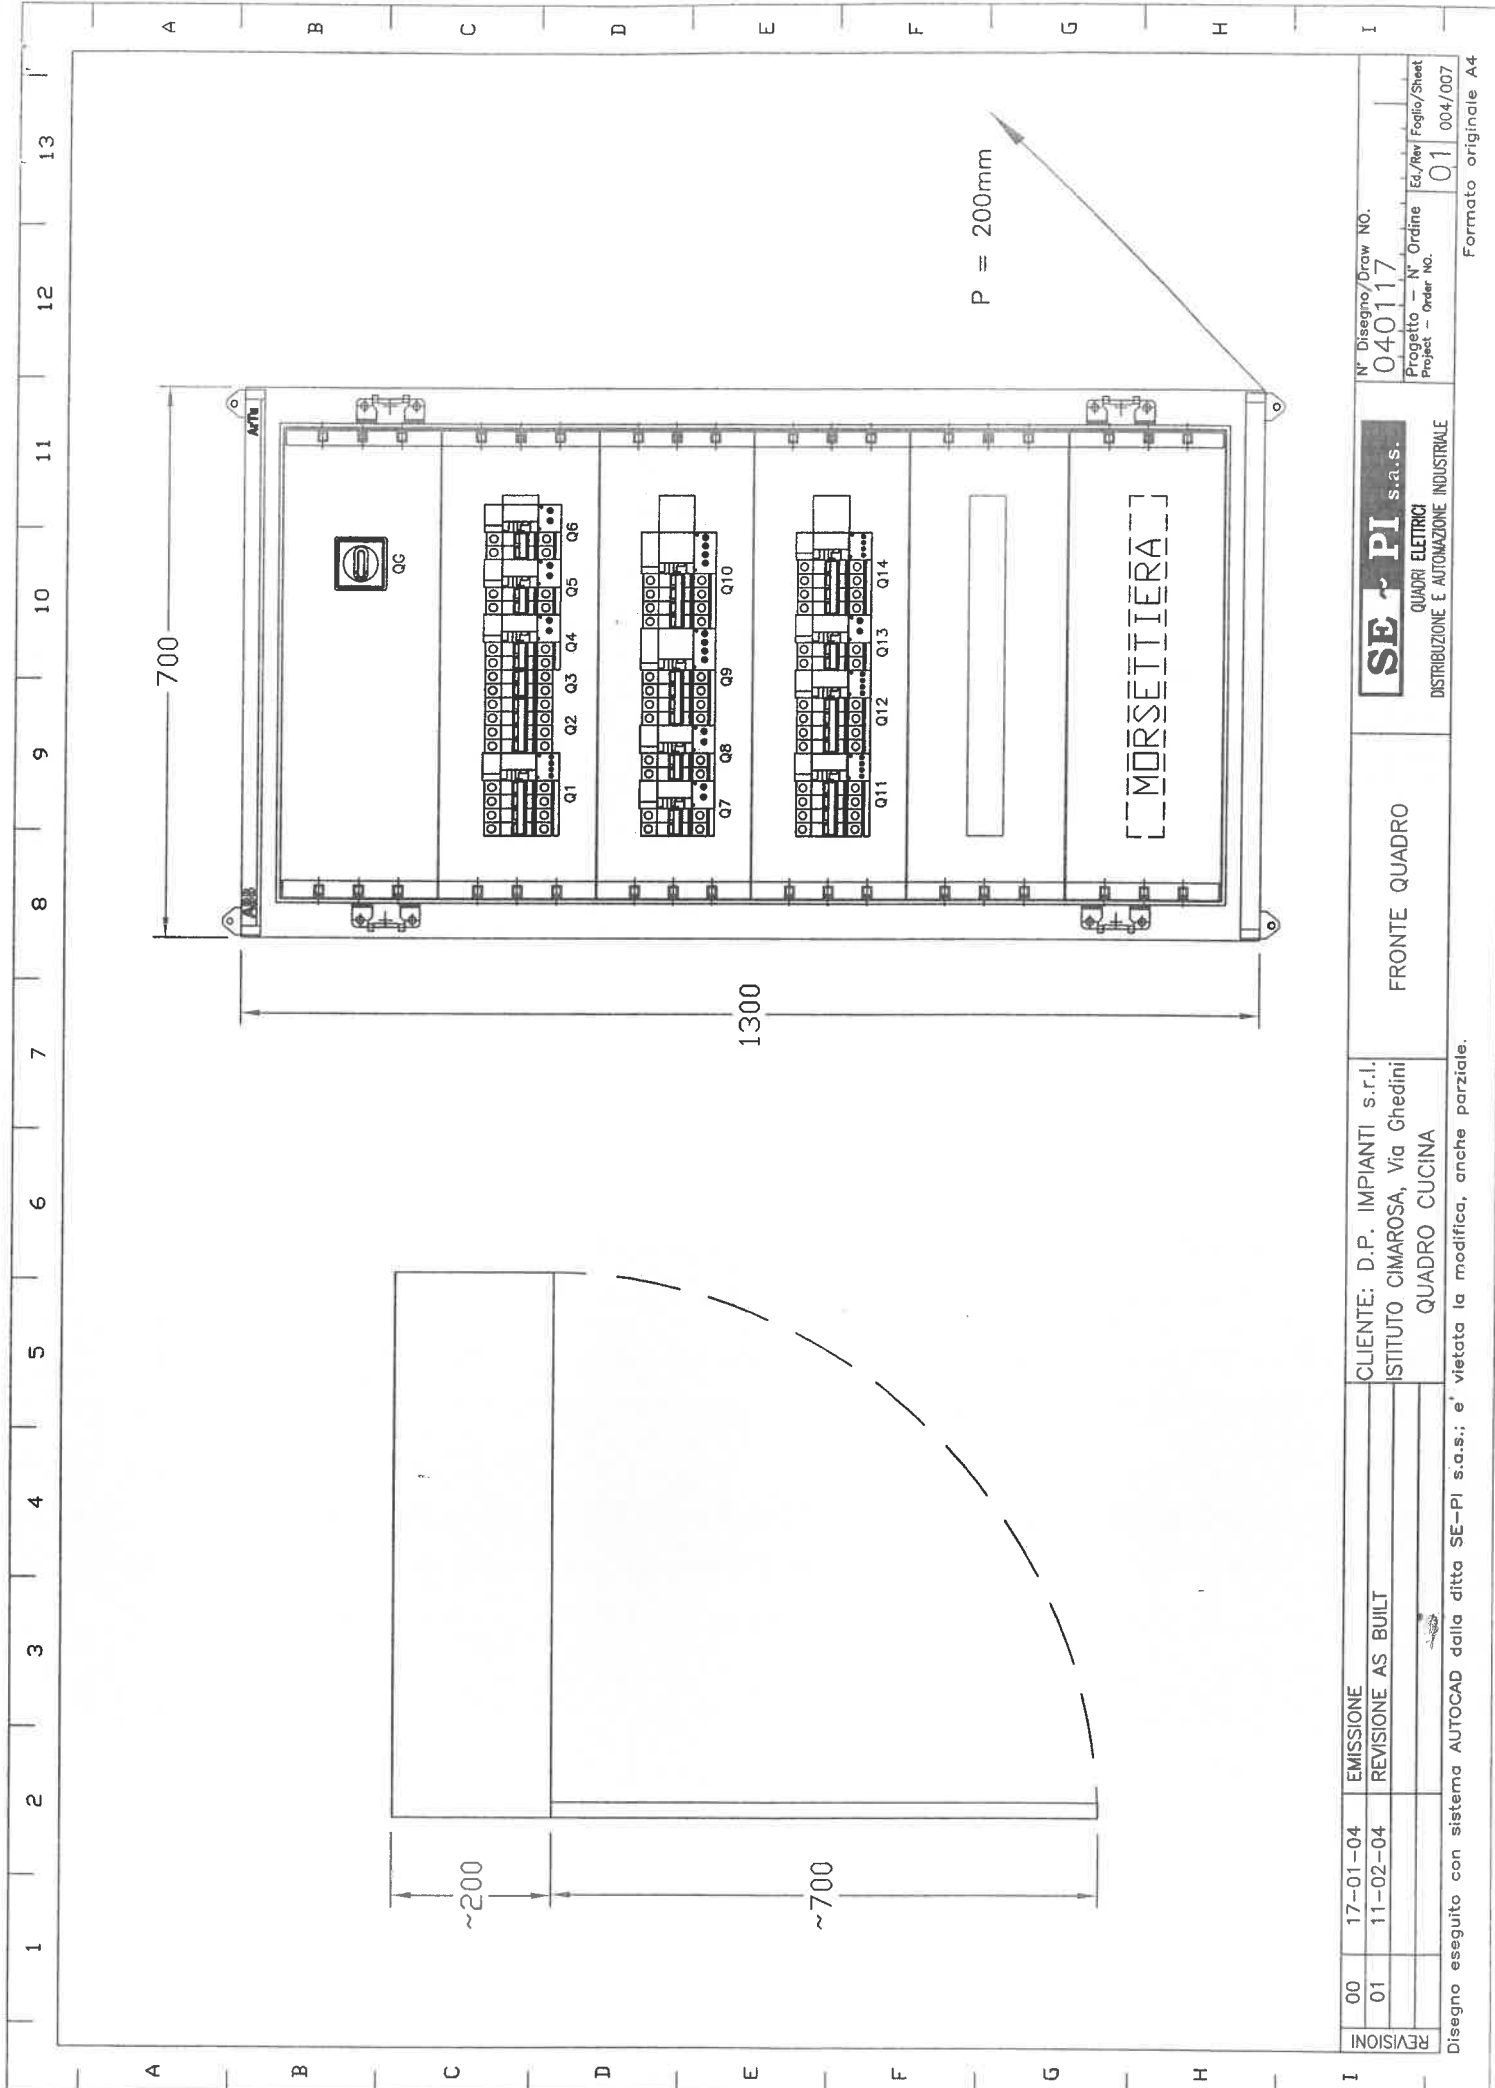 1 2 3 4 5 6 7 8 9 10 11 12 13
A
B
C
D
E
F
G
H
I
A
B
C
D
E
F
G
H
I
~200
~700
700
1300
ABB
ArTu
QG
Q1 Q2 Q3 Q4 Q5 Q6
Q7 Q8 Q9 Q10
Q11 Q12 Q13 Q14
MORSETTIERA
P = 200mm
REVISIONI
00 17-01-04 EMISSIONE
01 11-02-04 REVISIONE AS BUILT
CLIENTE: D.P. IMPIANTI s.r.l.
ISTITUTO CIMAROSA, Via Ghedini
QUADRO CUCINA
FRONTE QUADRO
SE ~ PI s.a.s.
QUADRI ELETTRICI
DISTRIBUZIONE E AUTOMAZIONE INDUSTRIALE
N° Disegno/Draw NO.
040117
Progetto - N° Ordine
Project - Order NO.
Ed./Rev
01
Foglio/Sheet
004/007
Disegno eseguito con sistema AUTOCAD dalla ditta SE-PI s.a.s.; e' vietata la modifica, anche parziale.
Formato originale A4